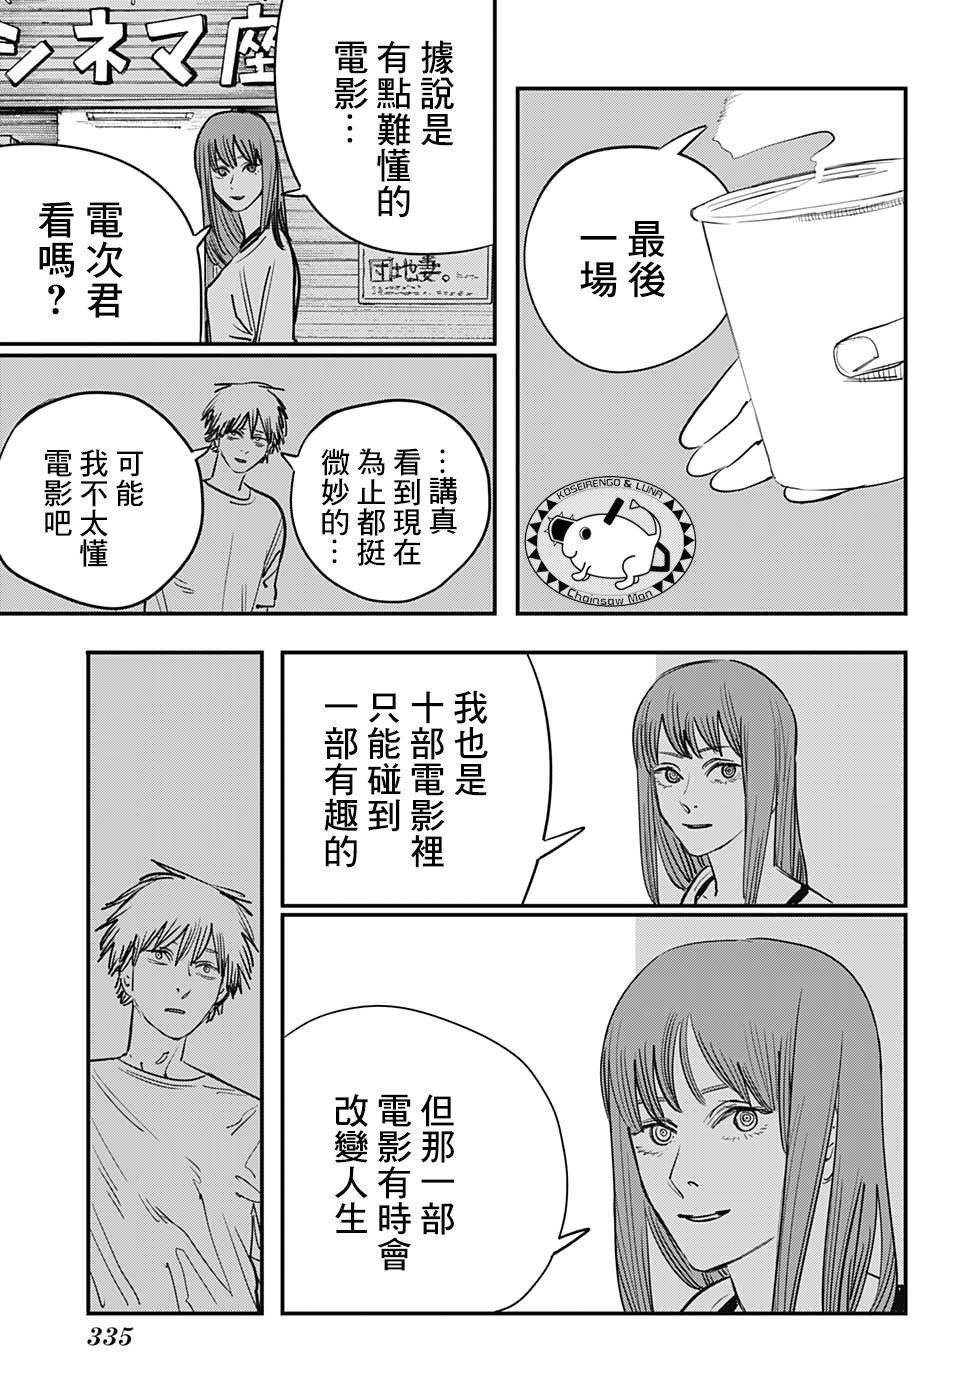 最後
一場
據說是
有點難懂的
電影…
シネマ座
団地妻。
電次君
看嗎？
…講真
看到現在
為止都挺
微妙的…
可能
我不太懂
電影吧
KOSEIRENGO & LUNA
Chainsaw Man
我也是
十部電影裡
只能碰到
一部有趣的
但那一部
電影有時會
改變人生
335